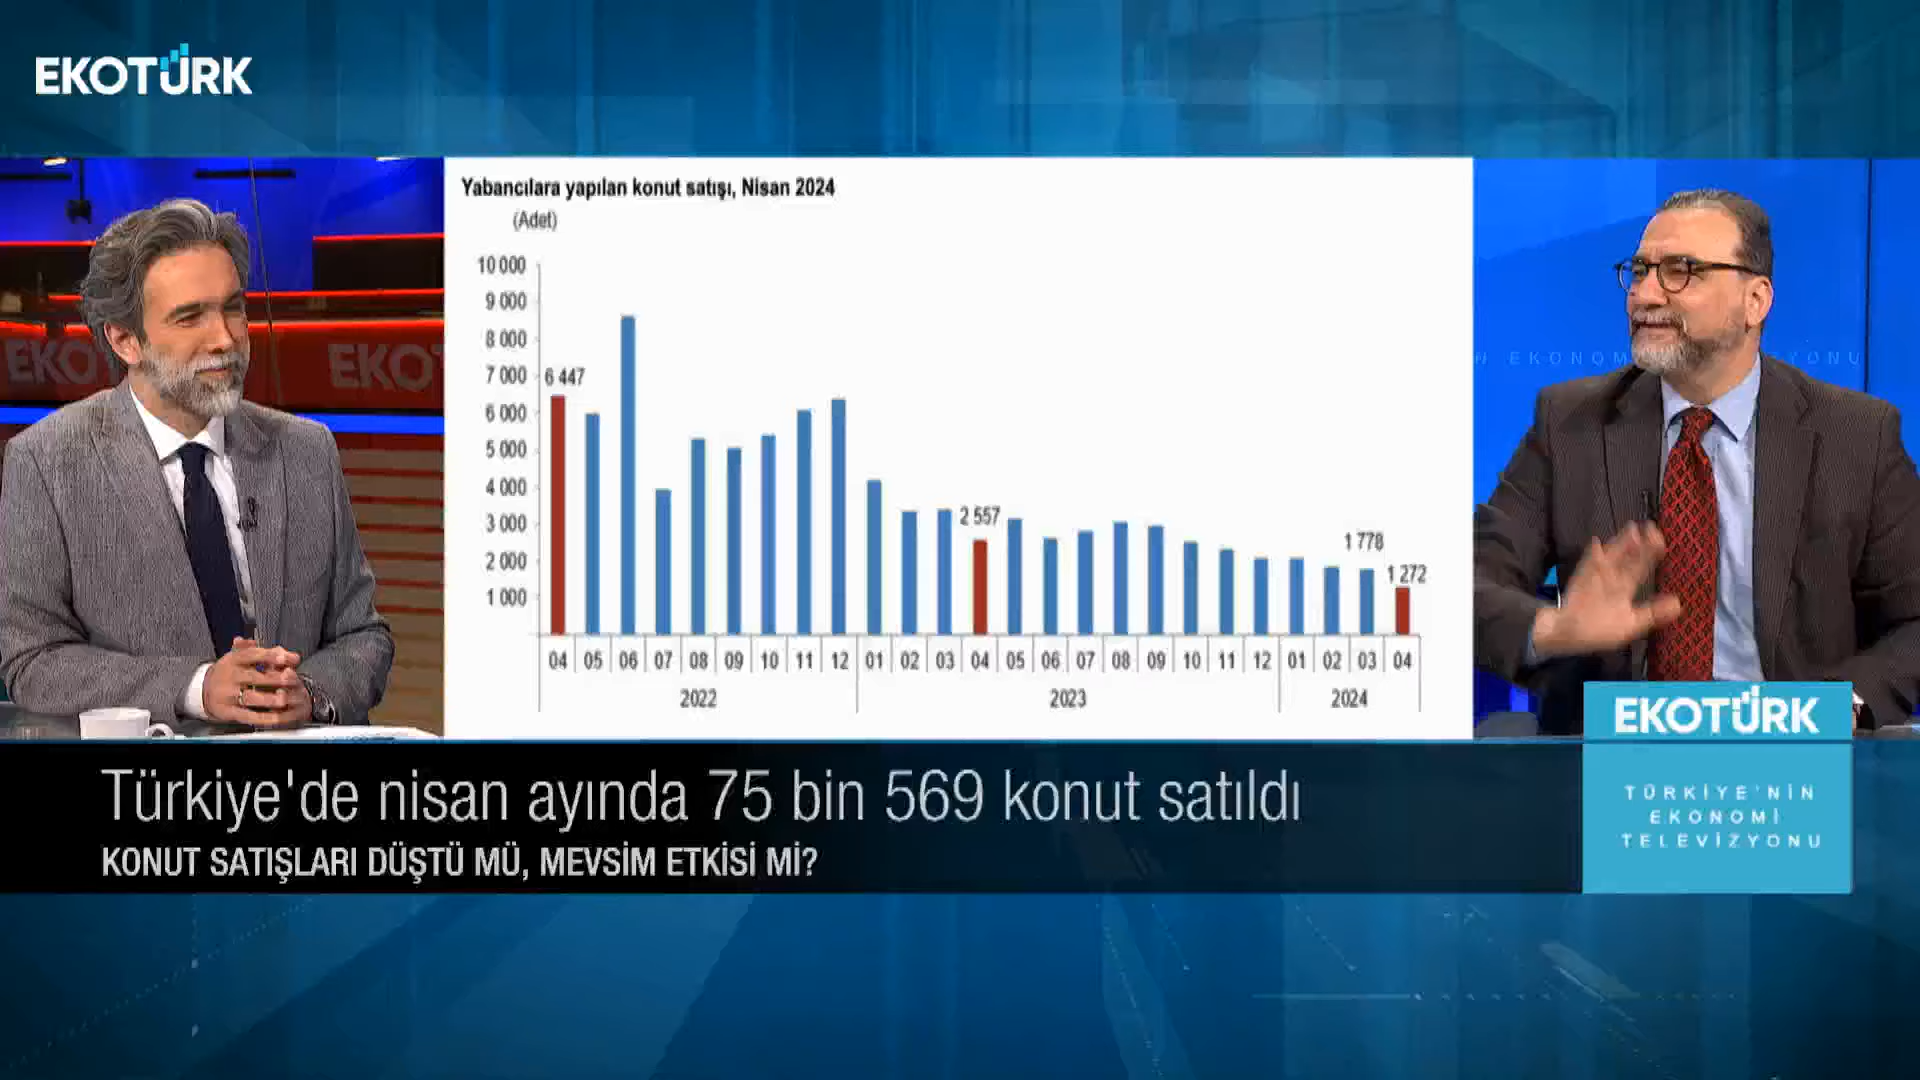 EKOTÜRK
Yabancılara yapılan konut satışı, Nisan 2024
(Adet)
10 000
9 000
8 000
7 000
6 000
5 000
4 000
3 000
2 000
1 000
6 447
2 557
1 778
1 272
04 05 06 07 08 09 10 11 12 01 02 03 04 05 06 07 08 09 10 11 12 01 02 03 04
2022 2023 2024
EKO
EKO
N EKONOM YONU
EKOTÜRK
TÜRKİYE'NİN
EKONOMİ
TELEVİZYONU
Türkiye'de nisan ayında 75 bin 569 konut satıldı
KONUT SATIŞLARI DÜŞTÜ MÜ, MEVSİM ETKİSİ Mİ?